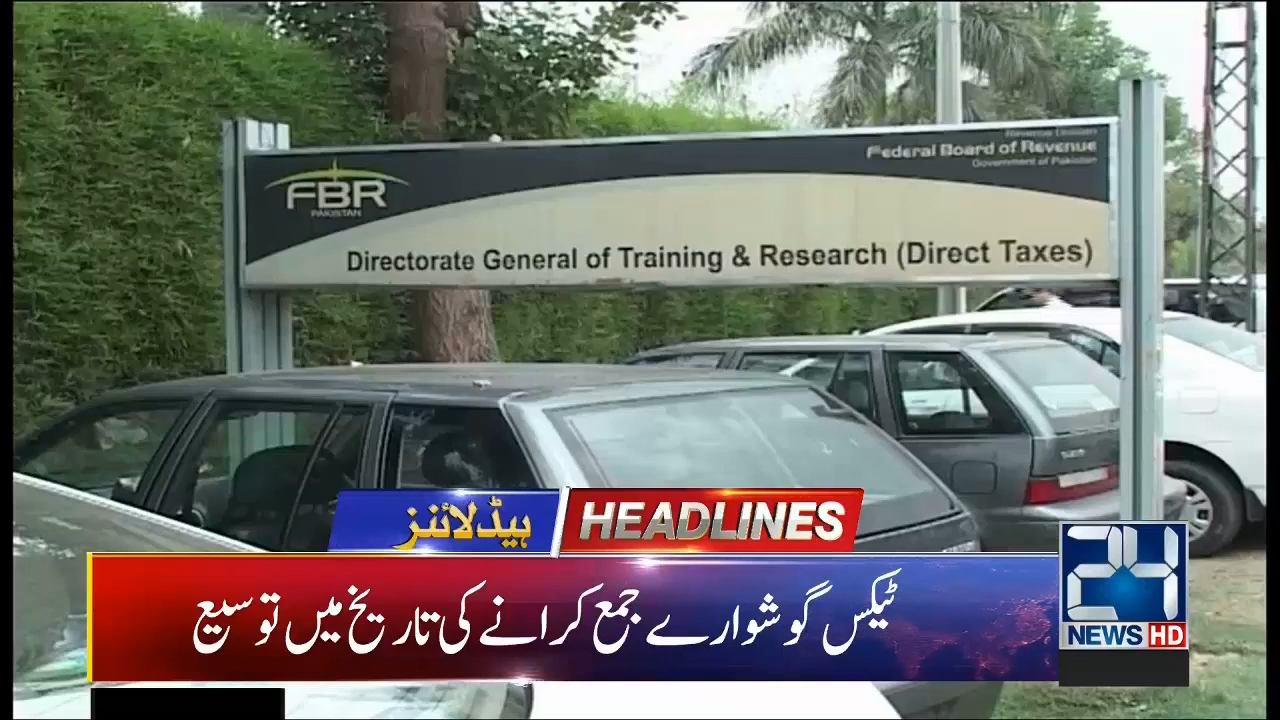 Revenue Division
Federal Board of Revenue
Government of Pakistan
FBR
PAKISTAN
Directorate General of Training & Research (Direct Taxes)
ہیڈلائنز
HEADLINES
ٹیکس گوشوارے جمع کرانے کی تاریخ میں توسیع
24
NEWS HD